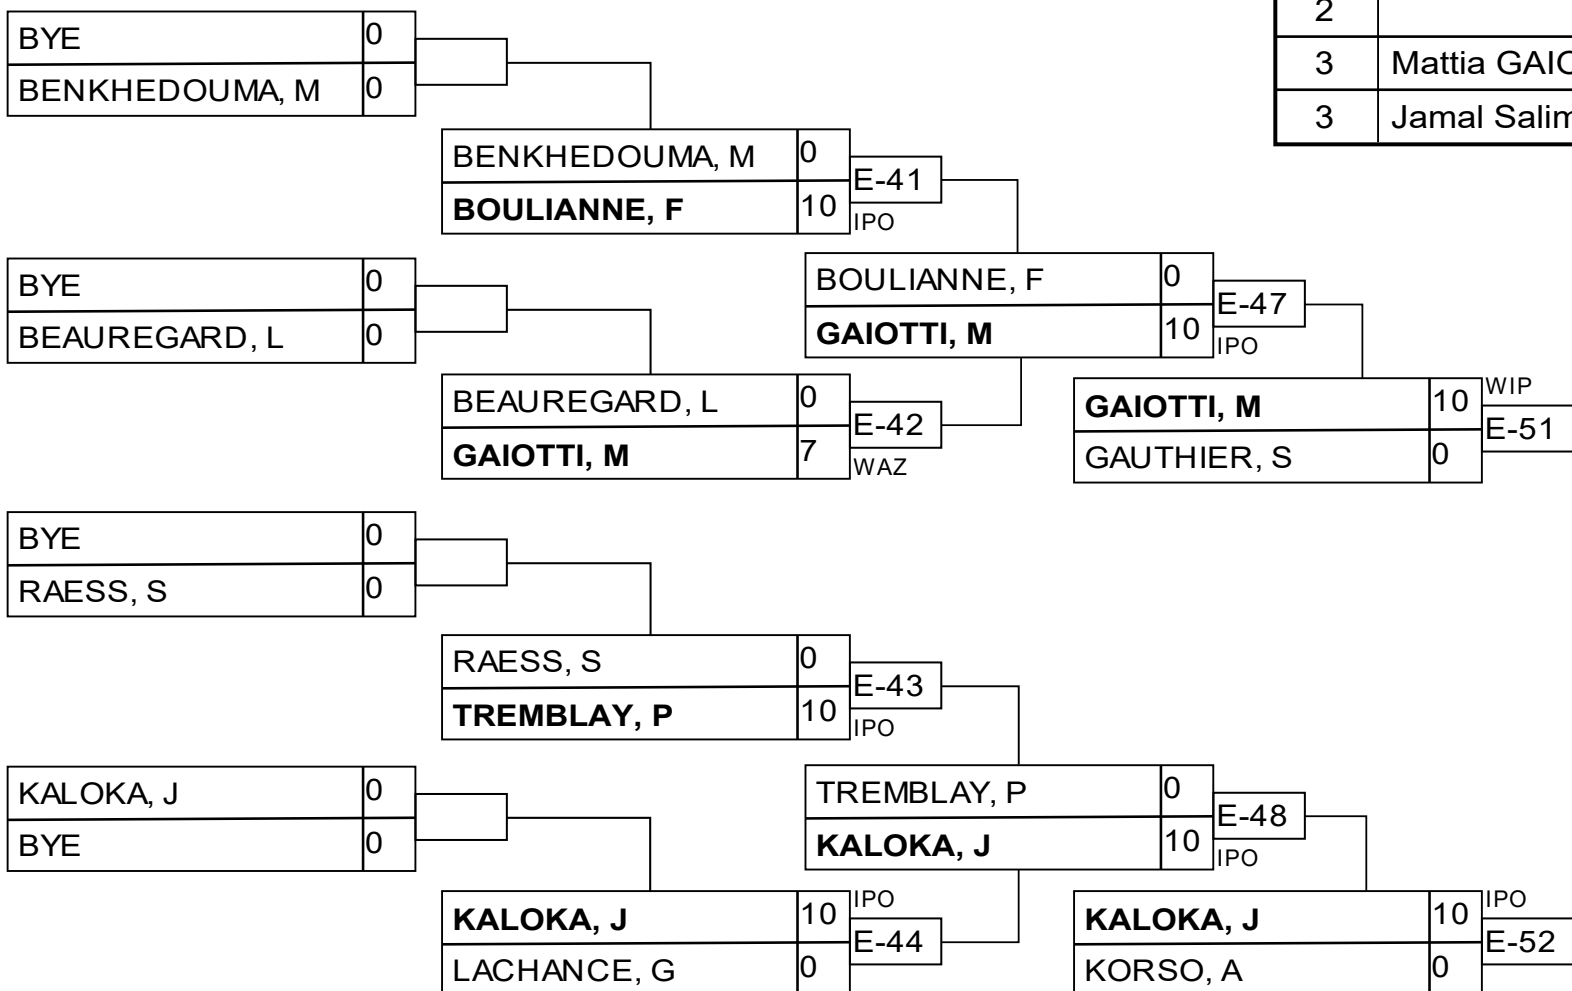 2
3 Mattia GAIO
3 Jamal Salim
BYE 0
BENKHEDOUMA, M 0
BENKHEDOUMA, M 0
BOULIANNE, F 10
E-41
IPO
BYE 0
BEAUREGARD, L 0
BOULIANNE, F 0
GAIOTTI, M 10
E-47
IPO
BEAUREGARD, L 0
GAIOTTI, M 7
E-42
WAZ
GAIOTTI, M 10
GAUTHIER, S 0
WIP
E-51
BYE 0
RAESS, S 0
RAESS, S 0
TREMBLAY, P 10
E-43
IPO
KALOKA, J 0
BYE 0
TREMBLAY, P 0
KALOKA, J 10
E-48
IPO
KALOKA, J 10
LACHANCE, G 0
IPO
E-44
KALOKA, J 10
KORSO, A 0
IPO
E-52